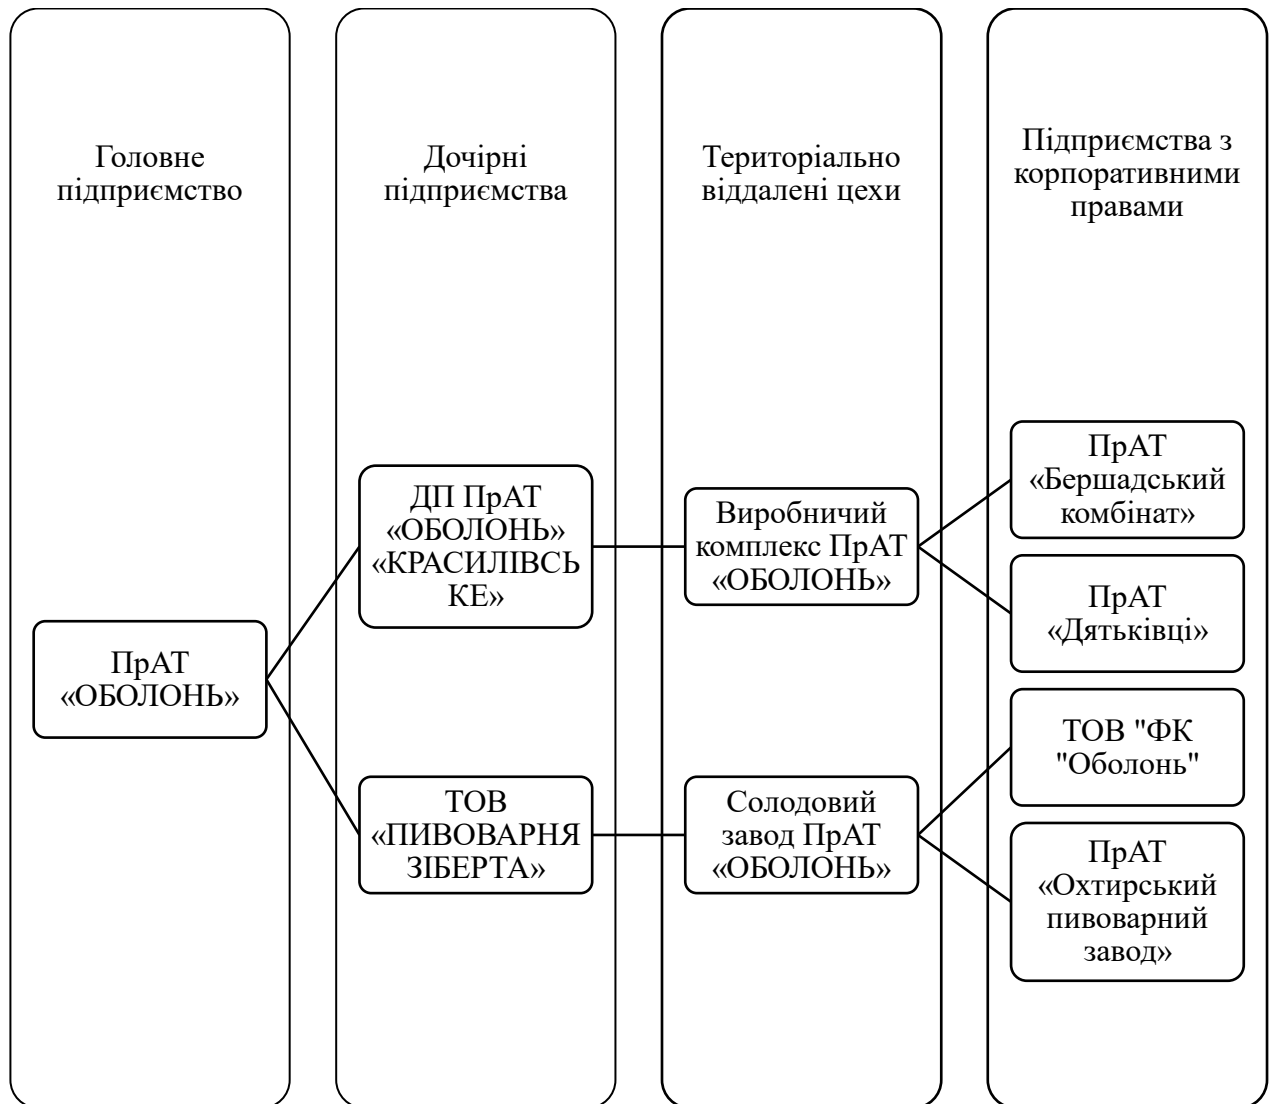 Головне
підприємство
Дочірні
підприємства
Територіально
віддалені цехи
Підприємства з
корпоративними
правами
ПрАТ
«ОБОЛОНЬ»
ДП ПрАТ
«ОБОЛОНЬ»
«КРАСИЛІВСЬ
КЕ»
ТОВ
«ПИВОВАРНЯ
ЗІБЕРТА»
Виробничий
комплекс ПрАТ
«ОБОЛОНЬ»
Солодовий
завод ПрАТ
«ОБОЛОНЬ»
ПрАТ
«Бершадський
комбінат»
ПрАТ
«Дятьківці»
ТОВ "ФК
"Оболонь"
ПрАТ
«Охтирський
пивоварний
завод»